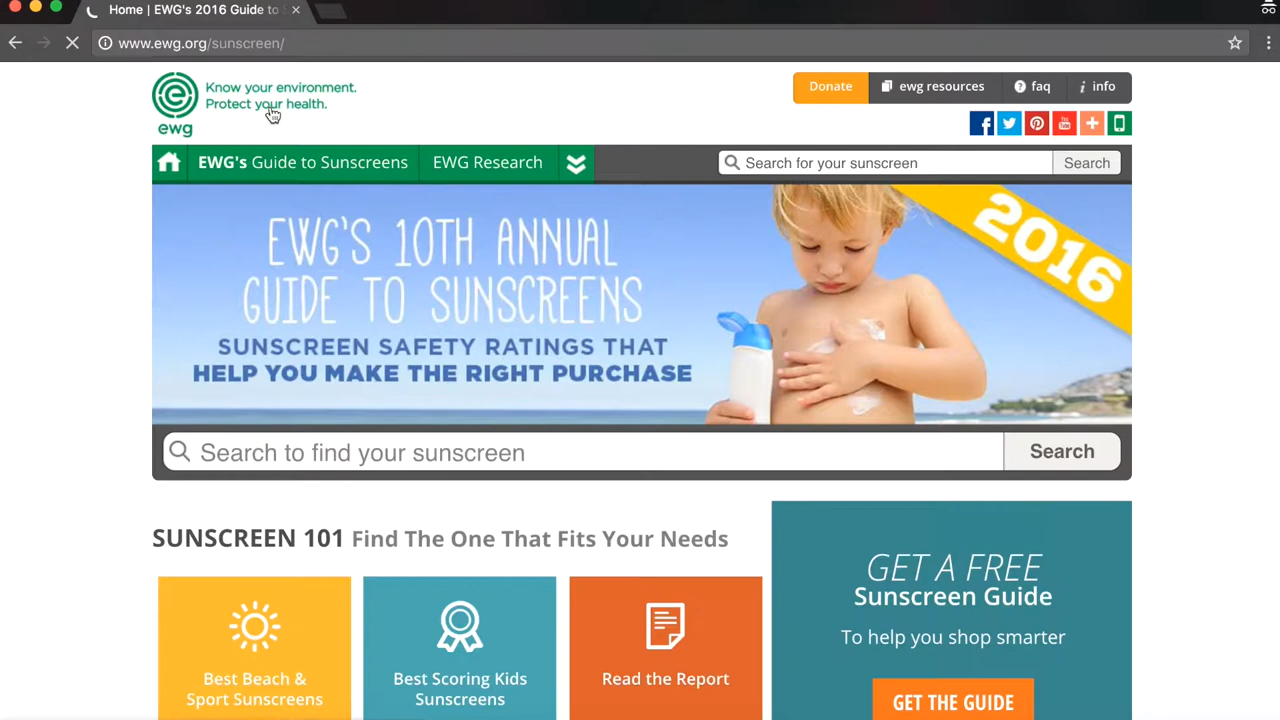 Home | EWG's 2016 Guide to
www.ewg.org/sunscreen/
ewg
Know your environment.
Protect your health.
Donate
ewg resources
faq
info
EWG's Guide to Sunscreens
EWG Research
Search for your sunscreen
Search
EWG'S 10TH ANNUAL
GUIDE TO SUNSCREENS
SUNSCREEN SAFETY RATINGS THAT
HELP YOU MAKE THE RIGHT PURCHASE
2016
Search to find your sunscreen
Search
SUNSCREEN 101 Find The One That Fits Your Needs
Best Beach &
Sport Sunscreens
Best Scoring Kids
Sunscreens
Read the Report
GET A FREE
Sunscreen Guide
To help you shop smarter
GET THE GUIDE